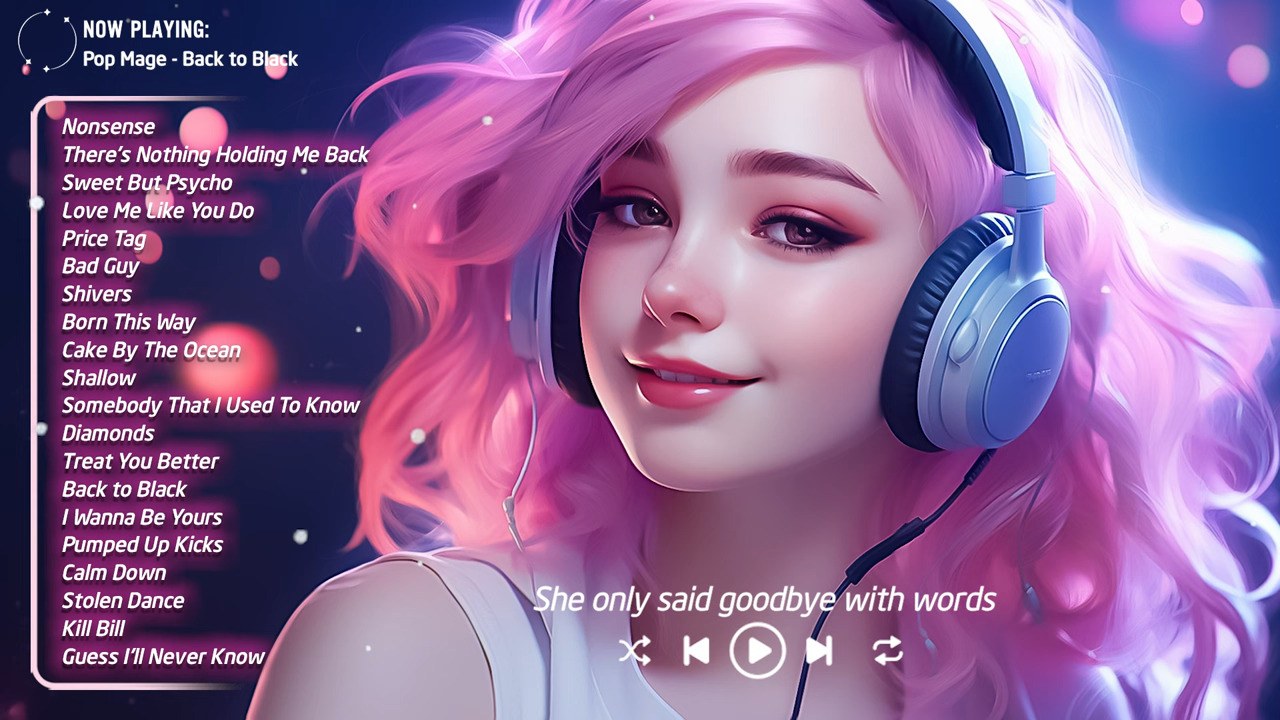 NOW PLAYING:
Pop Mage - Back to Black
Nonsense
There's Nothing Holding Me Back
Sweet But Psycho
Love Me Like You Do
Price Tag
Bad Guy
Shivers
Born This Way
Cake By The Ocean
Shallow
Somebody That I Used To Know
Diamonds
Treat You Better
Back to Black
I Wanna Be Yours
Pumped Up Kicks
Calm Down
Stolen Dance
Kill Bill
Guess I'll Never Know
She only said goodbye with words